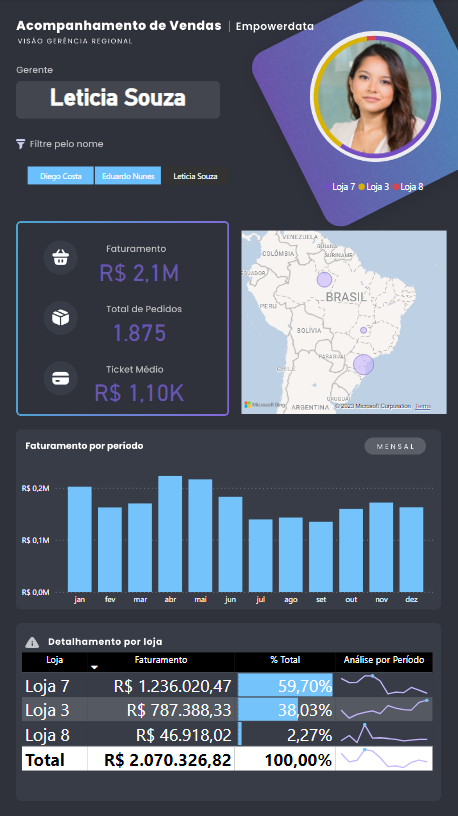 Acompanhamento de Vendas | Empowerdata
VISÃO GERÊNCIA REGIONAL
Gerente
Leticia Souza
Filtre pelo nome
Diego Costa Eduardo Nunes Leticia Souza
Loja 7 Loja 3 Loja 8
Faturamento
R$ 2,1M
Total de Pedidos
1.875
Ticket Médio
R$ 1,10K
VENEZUELA
GUIANA
SURINAME
COLÔMBIA
EQUADOR
BRASIL
PERU
BOLÍVIA
PARAGUAI
CHILE
URUGUAI
ARGENTINA
Microsoft Bing
© 2023 Microsoft Corporation Terms
Faturamento por período
MENSAL
R$ 0,2M
R$ 0,1M
R$ 0,0M
jan fev mar abr mai jun jul ago set out nov dez
Detalhamento por loja
Loja Faturamento % Total Análise por Período
Loja 7 R$ 1.236.020,47 59,70%
Loja 3 R$ 787.388,33 38,03%
Loja 8 R$ 46.918,02 2,27%
Total R$ 2.070.326,82 100,00%